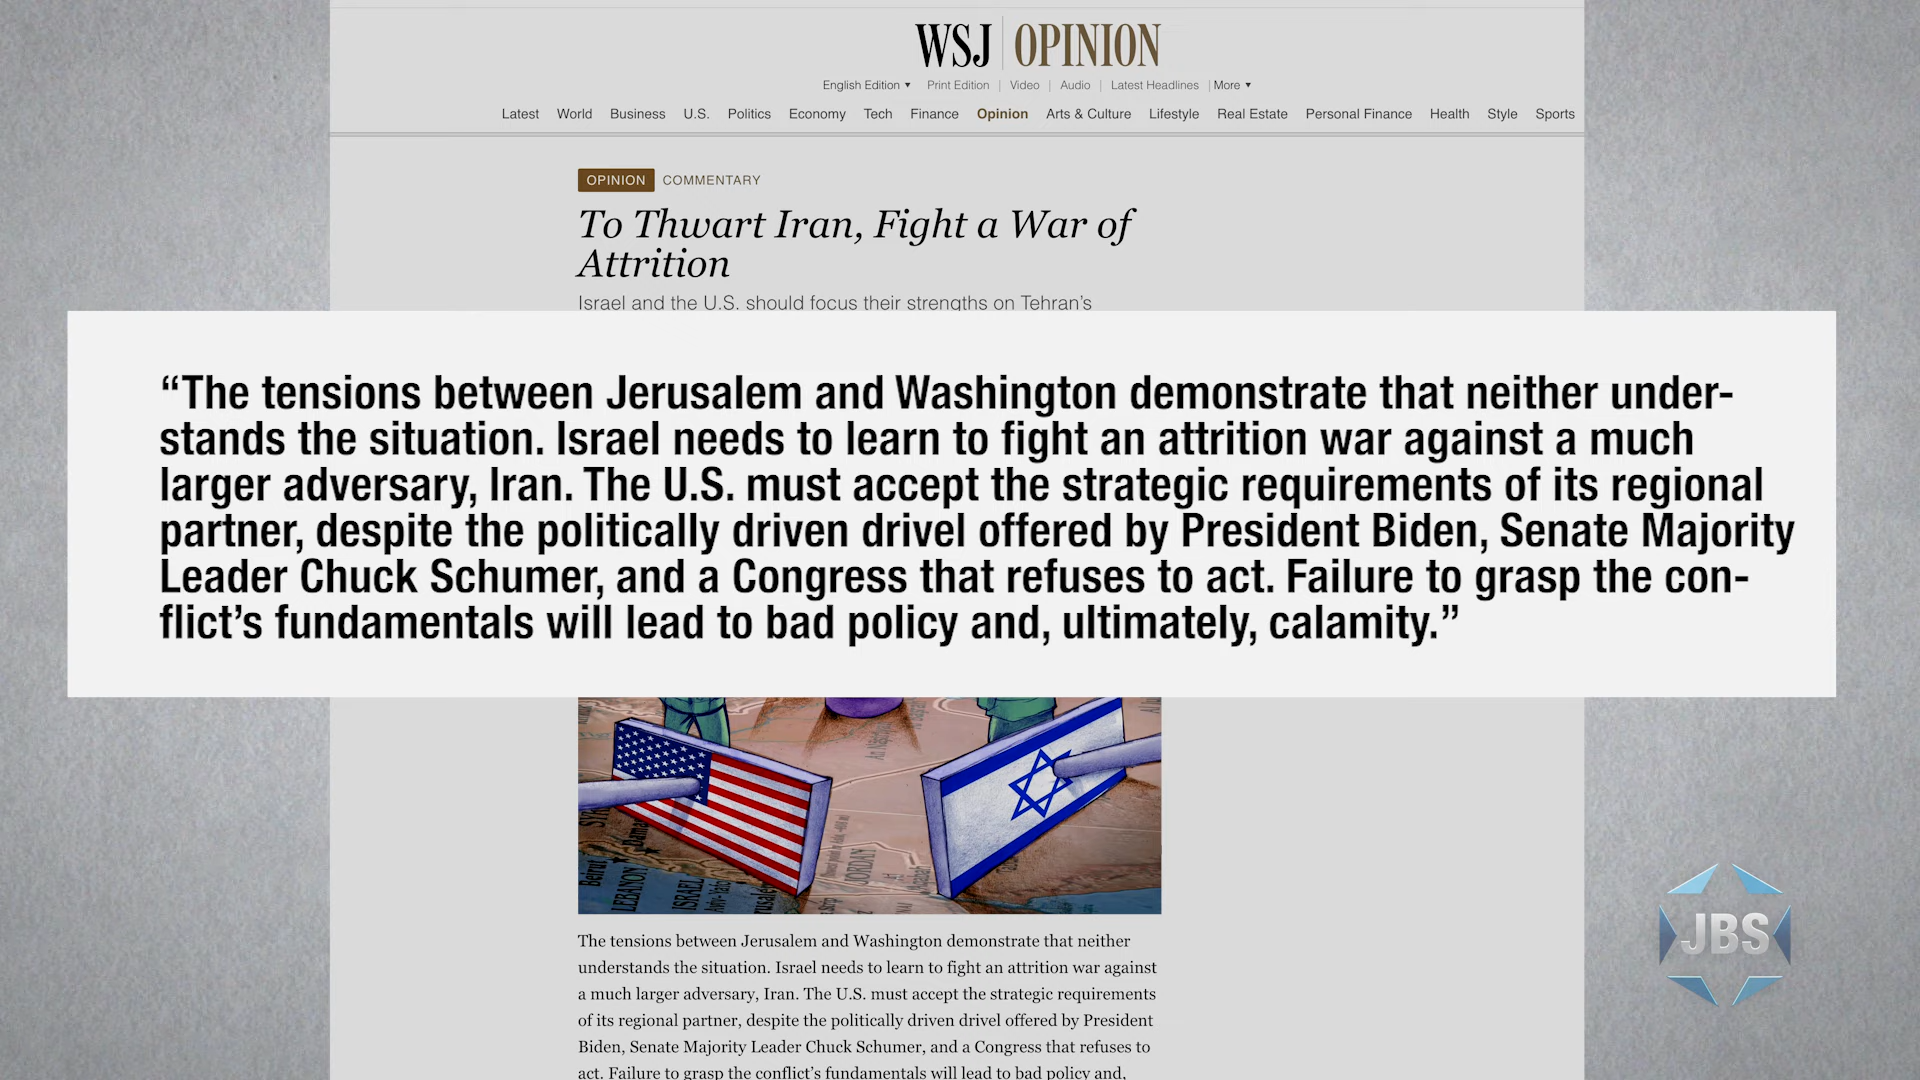 WSJ OPINION
English Edition ▼ Print Edition | Video | Audio | Latest Headlines | More ▼
Latest World Business U.S. Politics Economy Tech Finance Opinion Arts & Culture Lifestyle Real Estate Personal Finance Health Style Sports
OPINION COMMENTARY
To Thwart Iran, Fight a War of
Attrition
Israel and the U.S. should focus their strengths on Tehran's
“The tensions between Jerusalem and Washington demonstrate that neither under-
stands the situation. Israel needs to learn to fight an attrition war against a much
larger adversary, Iran. The U.S. must accept the strategic requirements of its regional
partner, despite the politically driven drivel offered by President Biden, Senate Majority
Leader Chuck Schumer, and a Congress that refuses to act. Failure to grasp the con-
flict’s fundamentals will lead to bad policy and, ultimately, calamity.”
Beirut
LEBANON
ISRAEL
JORDAN
JBS
The tensions between Jerusalem and Washington demonstrate that neither
understands the situation. Israel needs to learn to fight an attrition war against
a much larger adversary, Iran. The U.S. must accept the strategic requirements
of its regional partner, despite the politically driven drivel offered by President
Biden, Senate Majority Leader Chuck Schumer, and a Congress that refuses to
act. Failure to grasp the conflict’s fundamentals will lead to bad policy and,